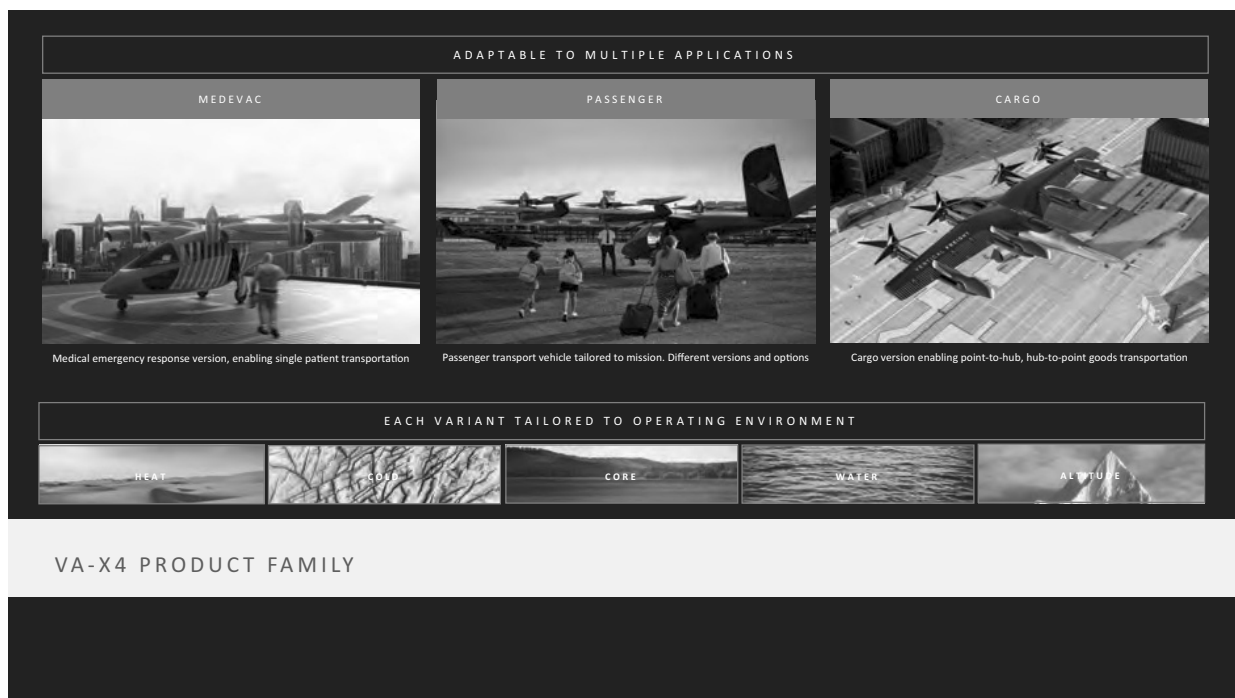 ADAPTABLE TO MULTIPLE APPLICATIONS
MEDEVAC
PASSENGER
CARGO
Medical emergency response version, enabling single patient transportation
Passenger transport vehicle tailored to mission. Different versions and options
Cargo version enabling point-to-hub, hub-to-point goods transportation
EACH VARIANT TAILORED TO OPERATING ENVIRONMENT
HEAT
COLD
CORE
WATER
ALTITUDE
VA-X4 PRODUCT FAMILY